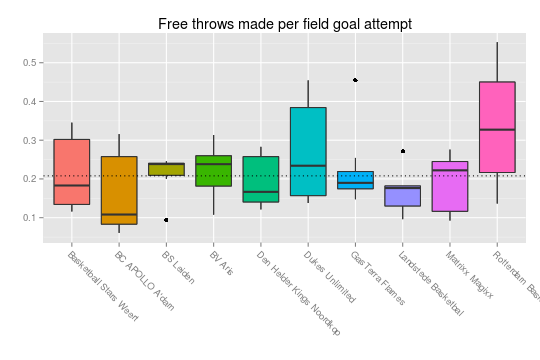 Free throws made per field goal attempt
0.5
0.4
0.3
0.2
0.1
Basketball Stars Weert
BC APOLLO A'dam
BS Leiden
BV Aris
Den Helder Kings Noordkop
Dukes Unlimited
GasTerra Flames
Landstede Basketbal
Matrixx Magixx
Rotterdam Bas